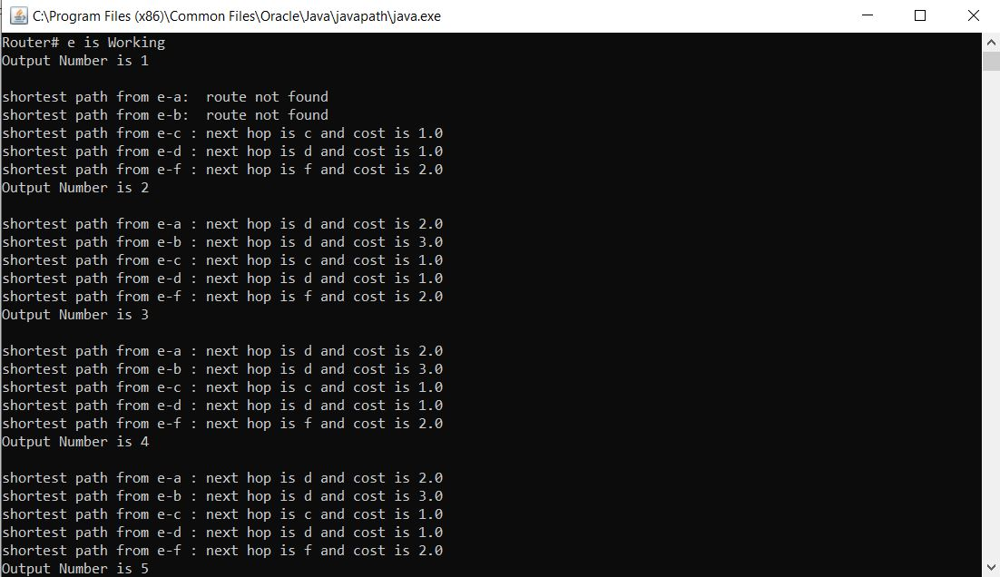 C:\Program Files (x86)\Common Files\Oracle\Java\javapath\java.exe
Router# e is Working
Output Number is 1
shortest path from e-a:  route not found
shortest path from e-b:  route not found
shortest path from e-c : next hop is c and cost is 1.0
shortest path from e-d : next hop is d and cost is 1.0
shortest path from e-f : next hop is f and cost is 2.0
Output Number is 2
shortest path from e-a : next hop is d and cost is 2.0
shortest path from e-b : next hop is d and cost is 3.0
shortest path from e-c : next hop is c and cost is 1.0
shortest path from e-d : next hop is d and cost is 1.0
shortest path from e-f : next hop is f and cost is 2.0
Output Number is 3
shortest path from e-a : next hop is d and cost is 2.0
shortest path from e-b : next hop is d and cost is 3.0
shortest path from e-c : next hop is c and cost is 1.0
shortest path from e-d : next hop is d and cost is 1.0
shortest path from e-f : next hop is f and cost is 2.0
Output Number is 4
shortest path from e-a : next hop is d and cost is 2.0
shortest path from e-b : next hop is d and cost is 3.0
shortest path from e-c : next hop is c and cost is 1.0
shortest path from e-d : next hop is d and cost is 1.0
shortest path from e-f : next hop is f and cost is 2.0
Output Number is 5